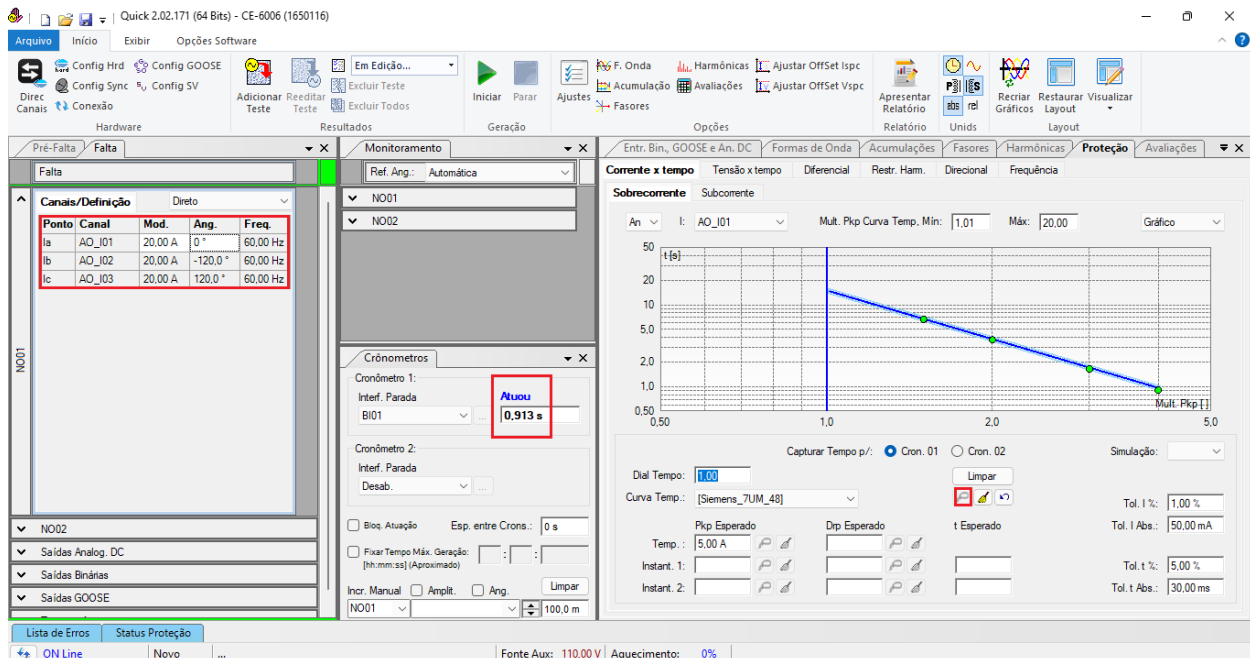 Quick 2.02.171 (64 Bits) - CE-6006 (1650116)
Arquivo Início Exibir Opções Software
Direc Canais
Config Hrd Config GOOSE
Config Sync Config SV
Conexão
Hardware
Adicionar Teste
Reeditar Teste
Em Edição...
Excluir Teste
Excluir Todos
Resultados
Iniciar Parar
Geração
Ajustes
F. Onda Harmônicas Ajustar OffSet Ispc
Acumulação Avaliações Ajustar OffSet Vspc
Fasores
Opções
Apresentar Relatório
Relatório
abs rel
Unids
Recriar Gráficos
Restaurar Layout
Visualizar
Layout
Pré-Falta Falta
Falta
NO01
Canais/Definição Direto
Ponto Canal Mod. Ang. Freq.
Ia AO_I01 20,00 A 0 ° 60,00 Hz
Ib AO_I02 20,00 A -120,0 ° 60,00 Hz
Ic AO_I03 20,00 A 120,0 ° 60,00 Hz
NO02
Saídas Analog. DC
Saídas Binárias
Saídas GOOSE
Monitoramento
Ref. Ang.: Automática
NO01
NO02
Crônometros
Cronômetro 1:
Interf. Parada Atuou
BI01 ... 0,913 s
Cronômetro 2:
Interf. Parada
Desab. ...
Bloq. Atuação Esp. entre Crons.: 0 s
Fixar Tempo Máx. Geração: : :
[hh:mm:ss] (Aproximado)
Incr. Manual Amplit. Ang. Limpar
NO01 100,0 m
Entr. Bin., GOOSE e An. DC Formas de Onda Acumulações Fasores Harmônicas Proteção Avaliações
Corrente x tempo Tensão x tempo Diferencial Restr. Harm. Direcional Frequência
Sobrecorrente Subcorrente
An I: AO_I01 Mult. Pkp Curva Temp, Mín: 1,01 Máx: 20,00 Gráfico
t [s]
50
20
10
5,0
2,0
1,0
0,50
Mult. Pkp [ ]
0,50 1,0 2,0 5,0
Capturar Tempo p/: Cron. 01 Cron. 02 Simulação:
Dial Tempo: 1,00 Limpar
Curva Temp.: [Siemens_7UM_48] Tol. I %: 1,00 %
Pkp Esperado Drp Esperado t Esperado Tol. I Abs.: 50,00 mA
Temp. : 5,00 A
Instant. 1: Tol. t %: 5,00 %
Instant. 2: Tol. t Abs.: 30,00 ms
Lista de Erros Status Proteção
ON Line Novo ... Fonte Aux: 110.00 V Aquecimento: 0%